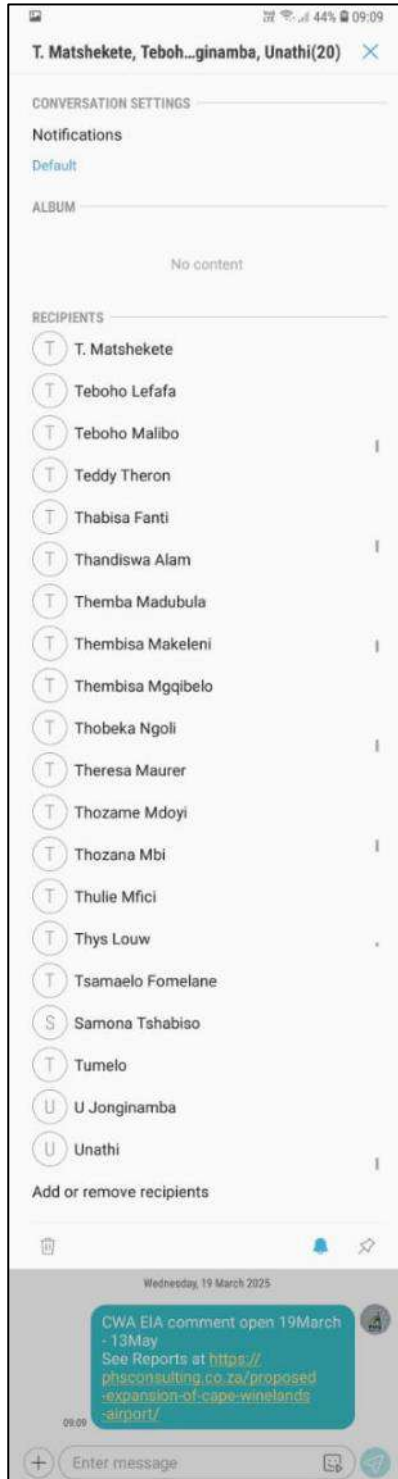 44% 09:09
T. Matshekete, Teboh...ginamba, Unathi(20)
CONVERSATION SETTINGS
Notifications
Default
ALBUM
No content
RECIPIENTS
T T. Matshekete
T Teboho Lefafa
T Teboho Malibo
T Teddy Theron
T Thabisa Fanti
T Thandiswa Alam
T Themba Madubula
T Thembisa Makeleni
T Thembisa Mgqibelo
T Thobeka Ngoli
T Theresa Maurer
T Thozame Mdoyi
T Thozana Mbi
T Thulie Mfici
T Thys Louw
T Tsamaelo Fomelane
S Samona Tshabiso
T Tumelo
U U Jonginamba
U Unathi
Add or remove recipients
Wednesday, 19 March 2025
CWA EIA comment open 19March
- 13May
See Reports at https://
phsconsulting.co.za/proposed
-expansion-of-cape-winelands
-airport/
09:09
Enter message